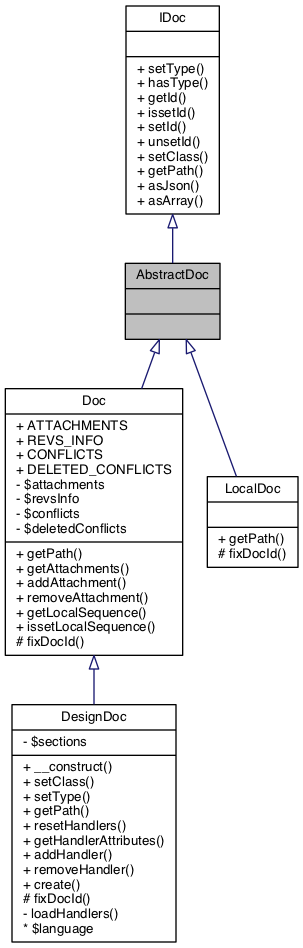 IDoc
+ setType()
+ hasType()
+ getId()
+ issetId()
+ setId()
+ unsetId()
+ setClass()
+ getPath()
+ asJson()
+ asArray()
AbstractDoc
Doc
+ ATTACHMENTS
+ REVS_INFO
+ CONFLICTS
+ DELETED_CONFLICTS
- $attachments
- $revsInfo
- $conflicts
- $deletedConflicts
+ getPath()
+ getAttachments()
+ addAttachment()
+ removeAttachment()
+ getLocalSequence()
+ issetLocalSequence()
# fixDocId()
LocalDoc
+ getPath()
# fixDocId()
DesignDoc
- $sections
+ __construct()
+ setClass()
+ setType()
+ getPath()
+ resetHandlers()
+ getHandlerAttributes()
+ addHandler()
+ removeHandler()
+ create()
# fixDocId()
- loadHandlers()
* $language